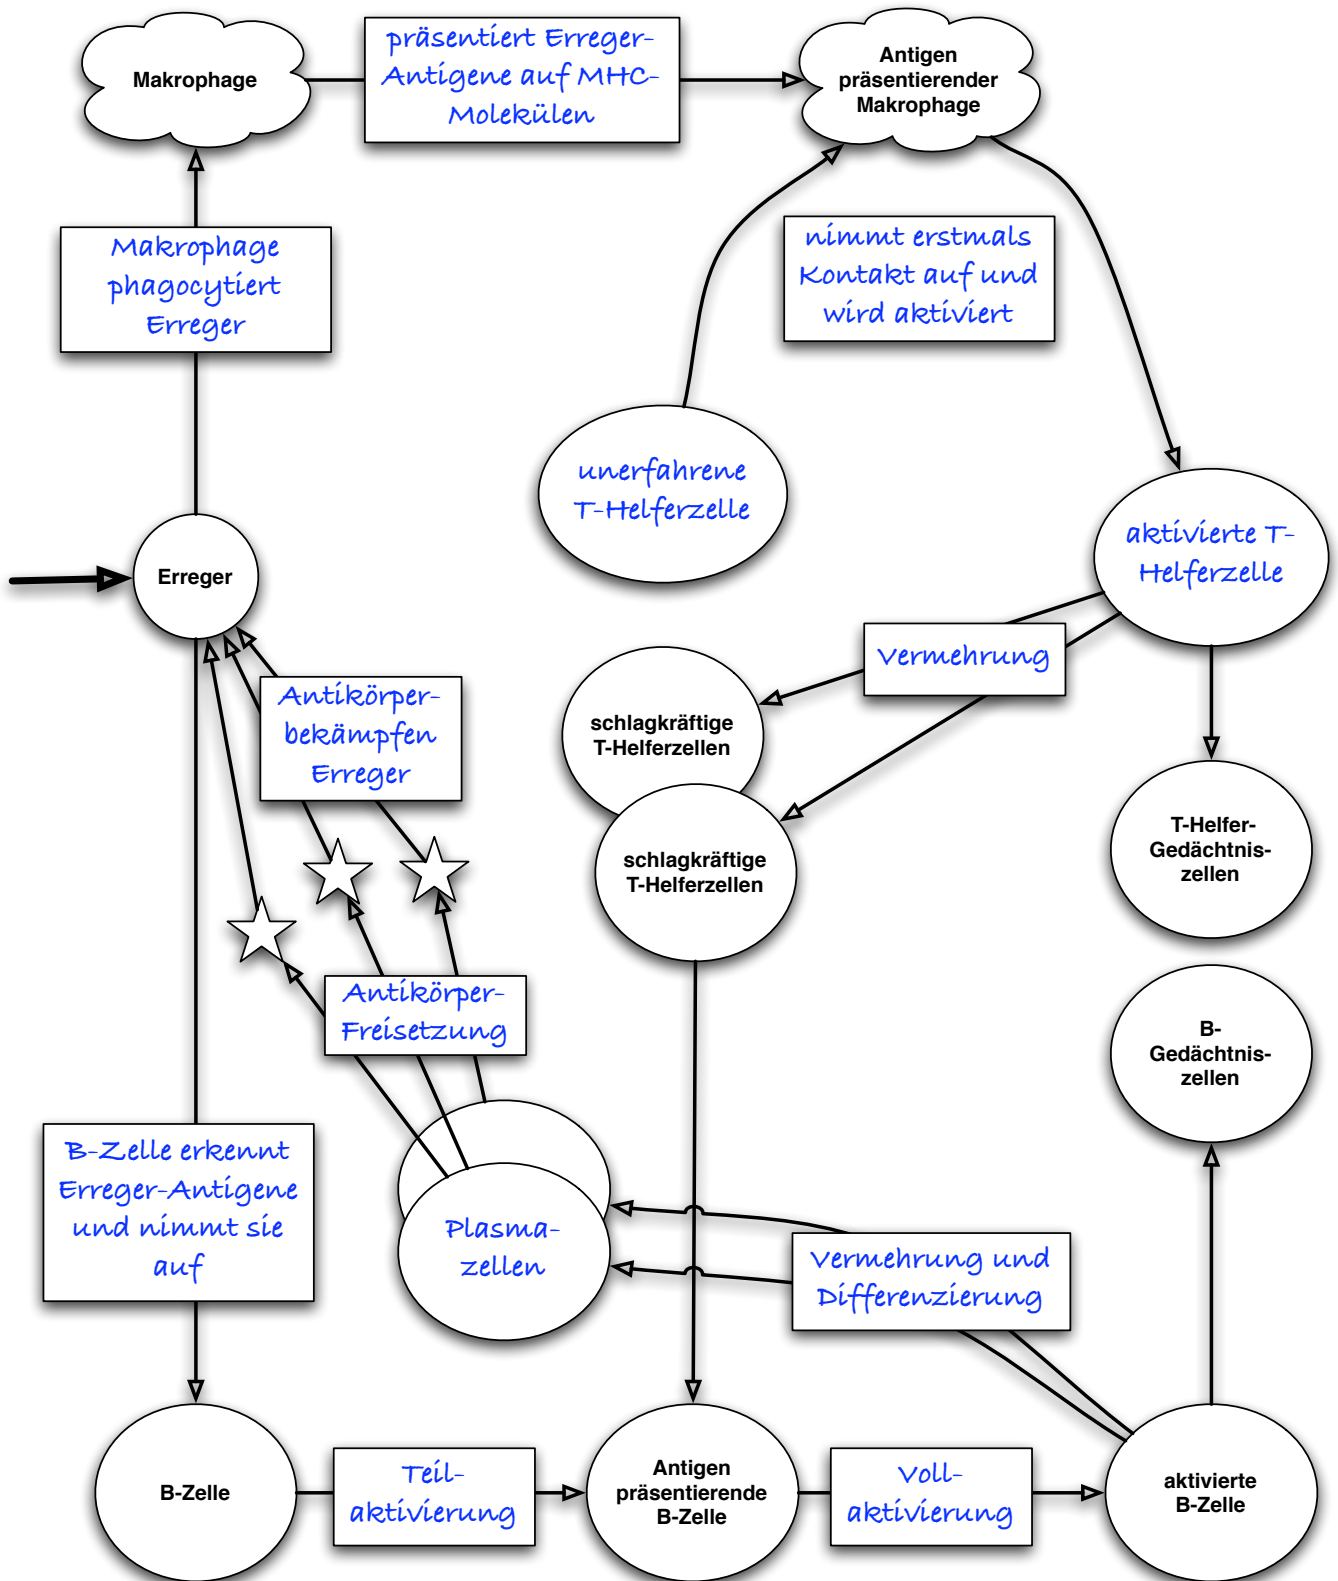 Makrophage
präsentiert Erreger-
Antigene auf MHC-
Molekülen
Antigen
präsentierender
Makrophage
Makrophage
phagocytiert
Erreger
nimmt erstmals
Kontakt auf und
wird aktiviert
unerfahrene
T-Helferzelle
aktivierte T-
Helferzelle
Erreger
Vermehrung
Antikörper-
bekämpfen
Erreger
schlagkräftige
T-Helferzellen
schlagkräftige
T-Helferzellen
T-Helfer-
Gedächtnis-
zellen
Antikörper-
Freisetzung
B-
Gedächtnis-
zellen
B-Zelle erkennt
Erreger-Antigene
und nimmt sie
auf
Plasma-
zellen
Vermehrung und
Differenzierung
B-Zelle
Teil-
aktivierung
Antigen
präsentierende
B-Zelle
Voll-
aktivierung
aktivierte
B-Zelle